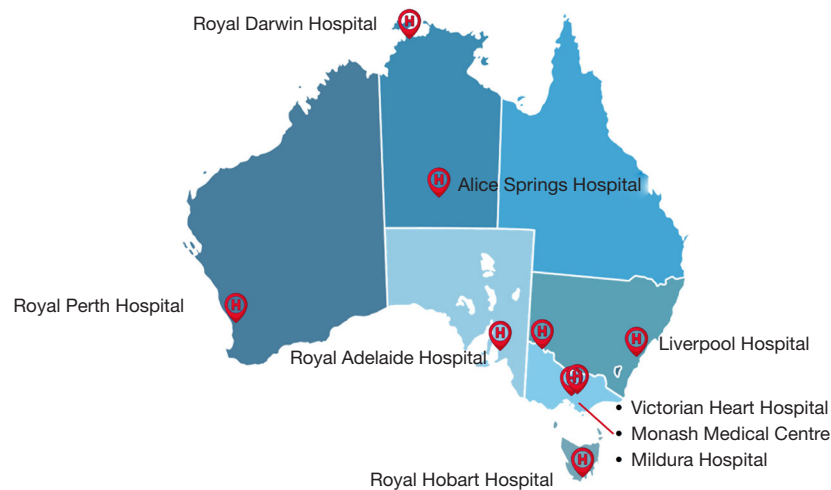 Royal Darwin Hospital
Alice Springs Hospital
Royal Perth Hospital
Royal Adelaide Hospital
Liverpool Hospital
• Victorian Heart Hospital
• Monash Medical Centre
• Mildura Hospital
Royal Hobart Hospital
H
H
H
H
H
H
H
H
H